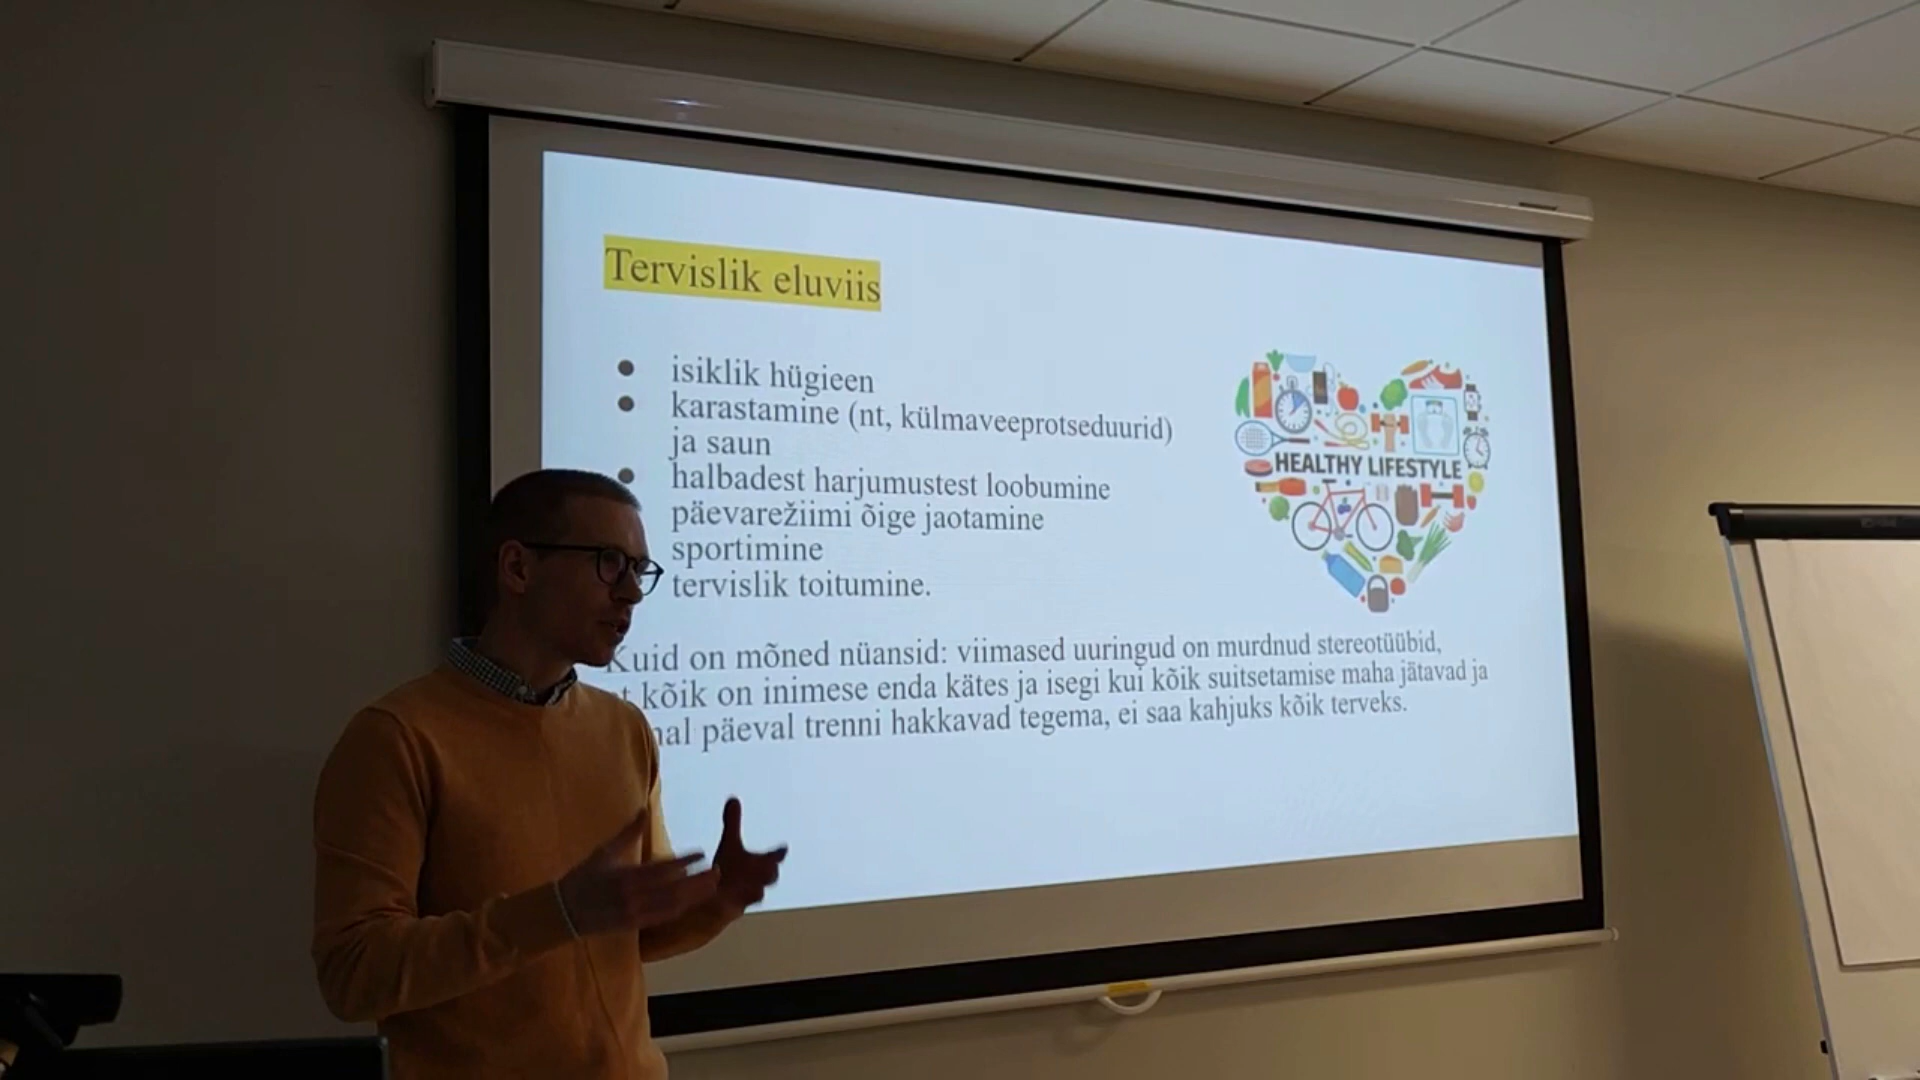 Tervislik eluviis
isiklik hügieen
karastamine (nt, külmaveeprotseduurid)
ja saun
halbadest harjumustest loobumine
päevarežiimi õige jaotamine
sportimine
tervislik toitumine.
HEALTHY LIFESTYLE
Kuid on mõned nüansid: viimased uuringud on murdnud stereotüübid,
kõik on inimese enda kätes ja isegi kui kõik suitsetamise maha jätavad ja
päeval trenni hakkavad tegema, ei saa kahjuks kõik terveks.